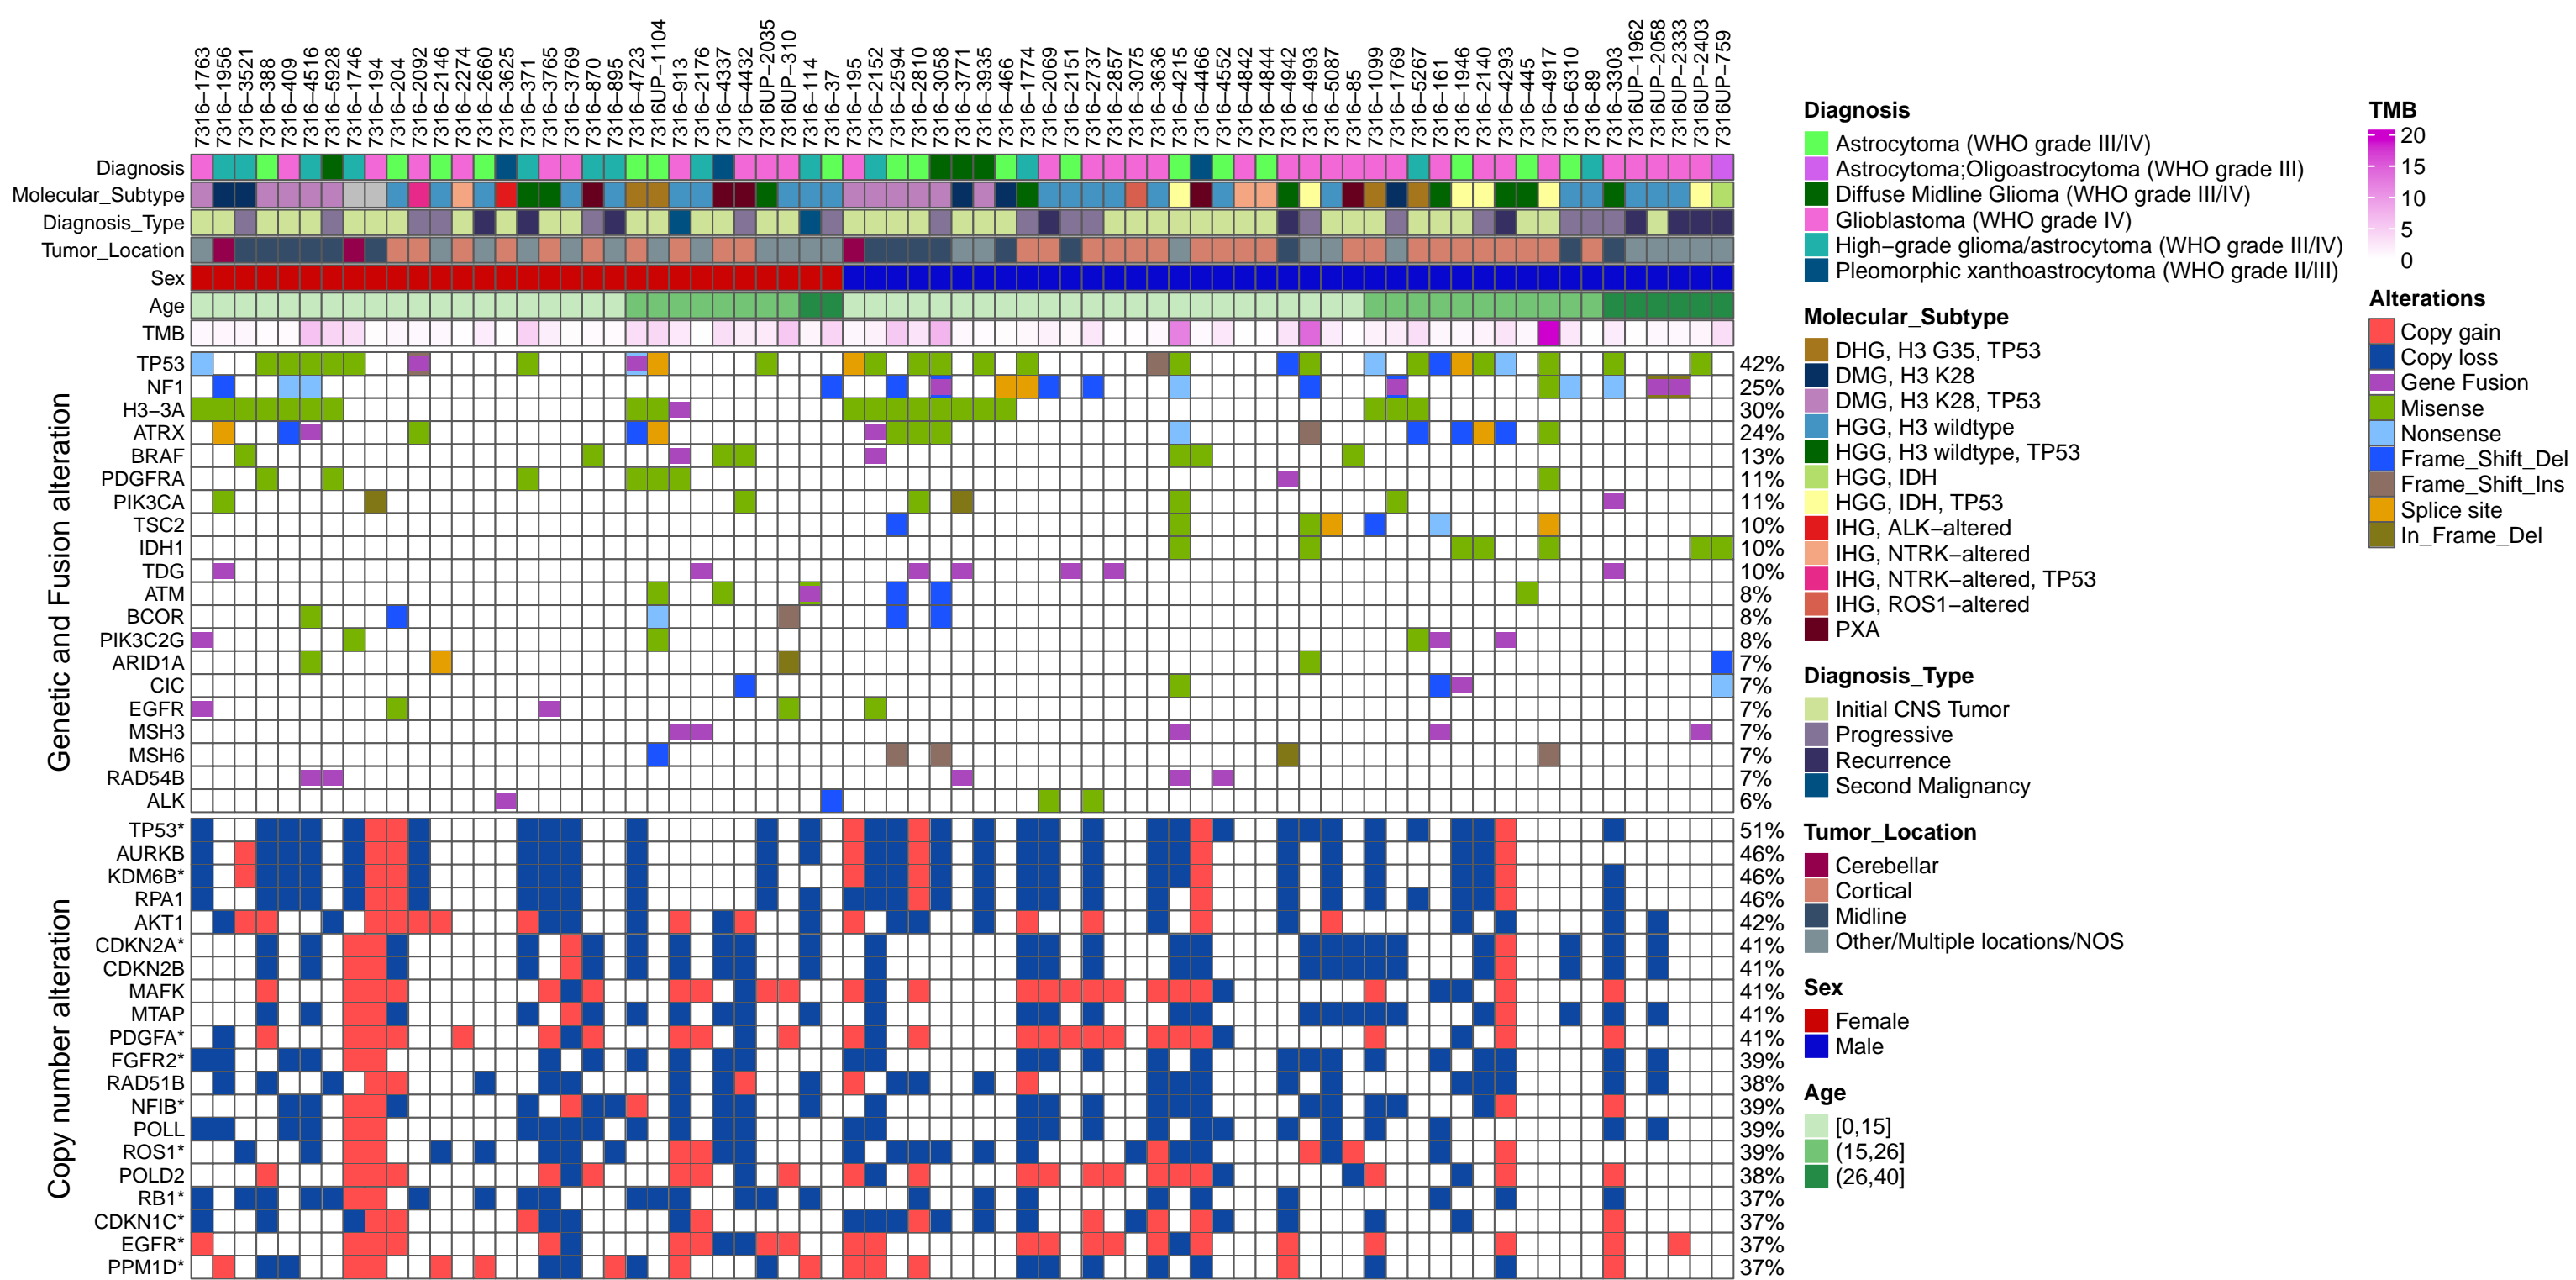 7316−1763
7316−1956
7316−3521
7316−388
7316−409
7316−4516
7316−5928
7316−1746
7316−194
7316−204
7316−2092
7316−2146
7316−2274
7316−2660
7316−3625
7316−371
7316−3765
7316−3769
7316−870
7316−895
7316−4723
7316UP−1104
7316−913
7316−2176
7316−4337
7316−4432
7316UP−2035
7316UP−310
7316−114
7316−37
7316−195
7316−2152
7316−2594
7316−2810
7316−3058
7316−3771
7316−3935
7316−466
7316−1774
7316−2069
7316−2151
7316−2737
7316−2857
7316−3075
7316−3636
7316−4215
7316−4466
7316−4552
7316−4842
7316−4844
7316−4942
7316−4993
7316−5087
7316−85
7316−1099
7316−1769
7316−5267
7316−161
7316−1946
7316−2140
7316−4293
7316−445
7316−4917
7316−6310
7316−89
7316−3303
7316UP−1962
7316UP−2058
7316UP−2333
7316UP−2403
7316UP−759
Diagnosis
Molecular_Subtype
Diagnosis_Type
Tumor_Location
Sex
Age
TMB
Genetic and Fusion alteration
TP53 42%
NF1 25%
H3−3A 30%
ATRX 24%
BRAF 13%
PDGFRA 11%
PIK3CA 11%
TSC2 10%
IDH1 10%
TDG 10%
ATM 8%
BCOR 8%
PIK3C2G 8%
ARID1A 7%
CIC 7%
EGFR 7%
MSH3 7%
MSH6 7%
RAD54B 7%
ALK 6%
Copy number alteration
TP53* 51%
AURKB 46%
KDM6B* 46%
RPA1 46%
AKT1 42%
CDKN2A* 41%
CDKN2B 41%
MAFK 41%
MTAP 41%
PDGFA* 41%
FGFR2* 39%
RAD51B 38%
NFIB* 39%
POLL 39%
ROS1* 39%
POLD2 38%
RB1* 37%
CDKN1C* 37%
EGFR* 37%
PPM1D* 37%
Diagnosis
Astrocytoma (WHO grade III/IV)
Astrocytoma;Oligoastrocytoma (WHO grade III)
Diffuse Midline Glioma (WHO grade III/IV)
Glioblastoma (WHO grade IV)
High−grade glioma/astrocytoma (WHO grade III/IV)
Pleomorphic xanthoastrocytoma (WHO grade II/III)
Molecular_Subtype
DHG, H3 G35, TP53
DMG, H3 K28
DMG, H3 K28, TP53
HGG, H3 wildtype
HGG, H3 wildtype, TP53
HGG, IDH
HGG, IDH, TP53
IHG, ALK−altered
IHG, NTRK−altered
IHG, NTRK−altered, TP53
IHG, ROS1−altered
PXA
Diagnosis_Type
Initial CNS Tumor
Progressive
Recurrence
Second Malignancy
Tumor_Location
Cerebellar
Cortical
Midline
Other/Multiple locations/NOS
Sex
Female
Male
Age
[0,15]
(15,26]
(26,40]
TMB
20
15
10
5
0
Alterations
Copy gain
Copy loss
Gene Fusion
Misense
Nonsense
Frame_Shift_Del
Frame_Shift_Ins
Splice site
In_Frame_Del